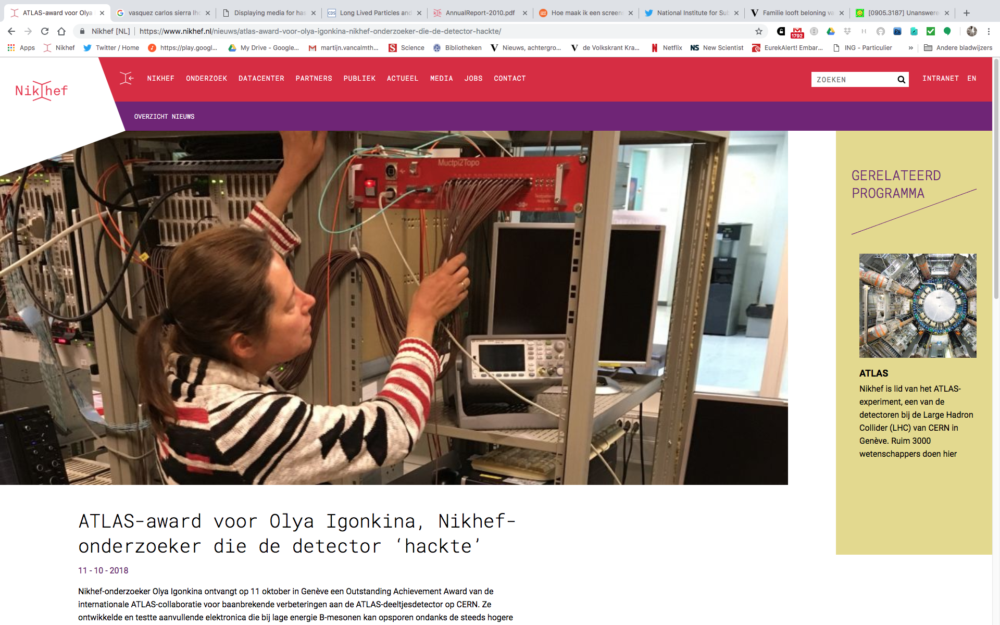 ATLAS-award voor Olya
vasquez carlos sierra lhc
Displaying media for has
Long Lived Particles and
AnnualReport-2010.pdf
Hoe maak ik een screens
National Institute for Sub
Familie looft beloning va
[0905.3187] Unanswere
Nikhef [NL] | https://www.nikhef.nl/nieuws/atlas-award-voor-olya-igonkina-nikhef-onderzoeker-die-de-detector-hackte/
1792
Apps
Nikhef
Twitter / Home
https://play.googl...
My Drive - Google...
martijn.vancalmth...
Science
Bibliotheken
Nieuws, achtergro...
de Volkskrant Kra...
Netflix
NS New Scientist
EurekAlert! Embar...
ING - Particulier
»
Andere bladwijzers
Nikhef
NIKHEF ONDERZOEK DATACENTER PARTNERS PUBLIEK ACTUEEL MEDIA JOBS CONTACT
ZOEKEN
INTRANET EN
OVERZICHT NIEUWS
Muctpi2Topo
GERELATEERD
PROGRAMMA
ATLAS
Nikhef is lid van het ATLAS-
experiment, een van de
detectoren bij de Large Hadron
Collider (LHC) van CERN in
Genève. Ruim 3000
wetenschappers doen hier
ATLAS-award voor Olya Igonkina, Nikhef-
onderzoeker die de detector ‘hackte’
11 - 10 - 2018
Nikhef-onderzoeker Olya Igonkina ontvangt op 11 oktober in Genève een Outstanding Achievement Award van de
internationale ATLAS-collaboratie voor baanbrekende verbeteringen aan de ATLAS-deeltjesdetector op CERN. Ze
ontwikkelde en testte aanvullende elektronica die bij lage energie B-mesonen kan opsporen ondanks de steeds hogere